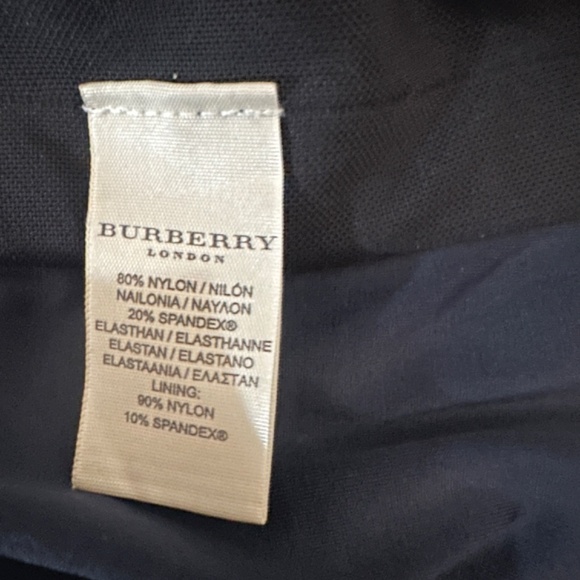 BURBERRY
LONDON
80% NYLON / NILÓN
NAILONIA / ΝΑΥΛΟΝ
20% SPANDEX®
ELASTHAN / ELASTHANNE
ELASTAN / ELASTANO
ELASTAANIA / ΕΛΑΣΤΑΝ
LINING:
90% NYLON
10% SPANDEX®